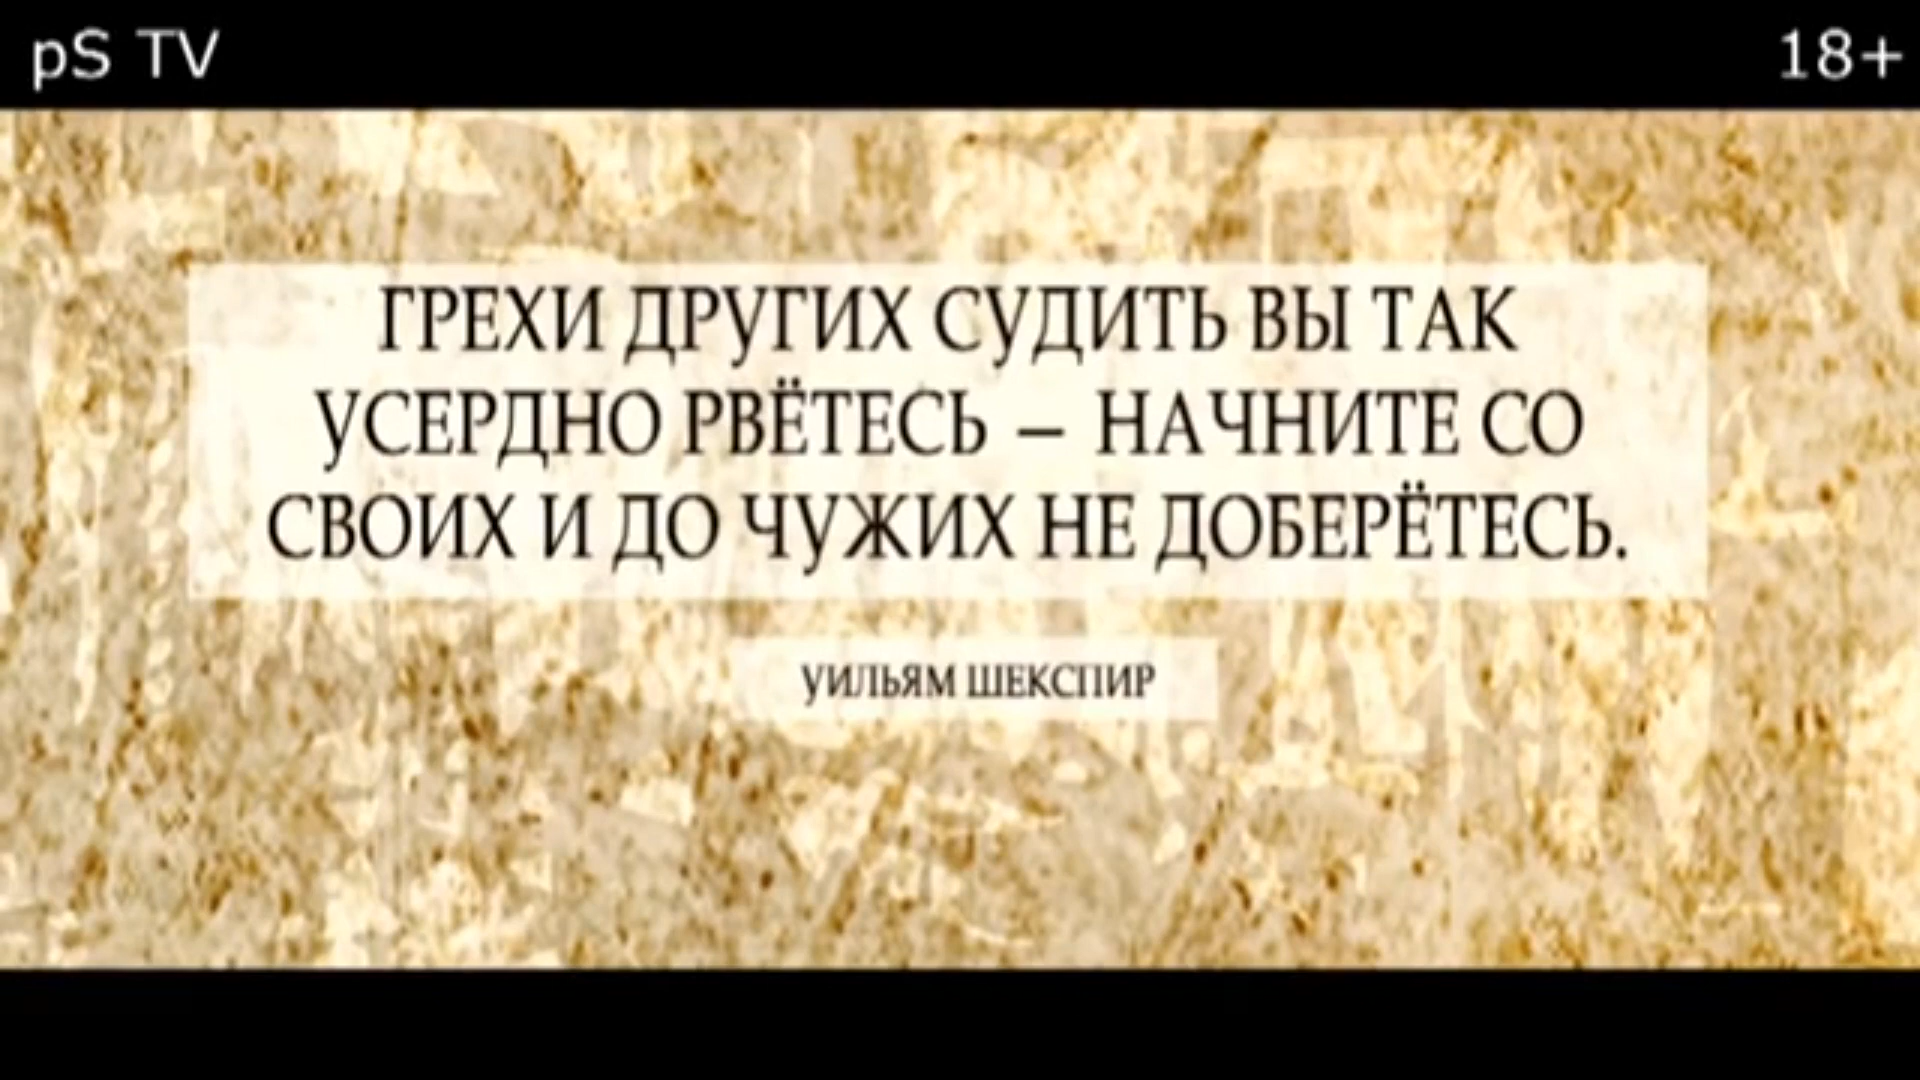 pS TV
18+
ГРЕХИ ДРУГИХ СУДИТЬ ВЫ ТАК
УСЕРДНО РВЁТЕСЬ – НАЧНИТЕ СО
СВОИХ И ДО ЧУЖИХ НЕ ДОБЕРЁТЕСЬ.
УИЛЬЯМ ШЕКСПИР